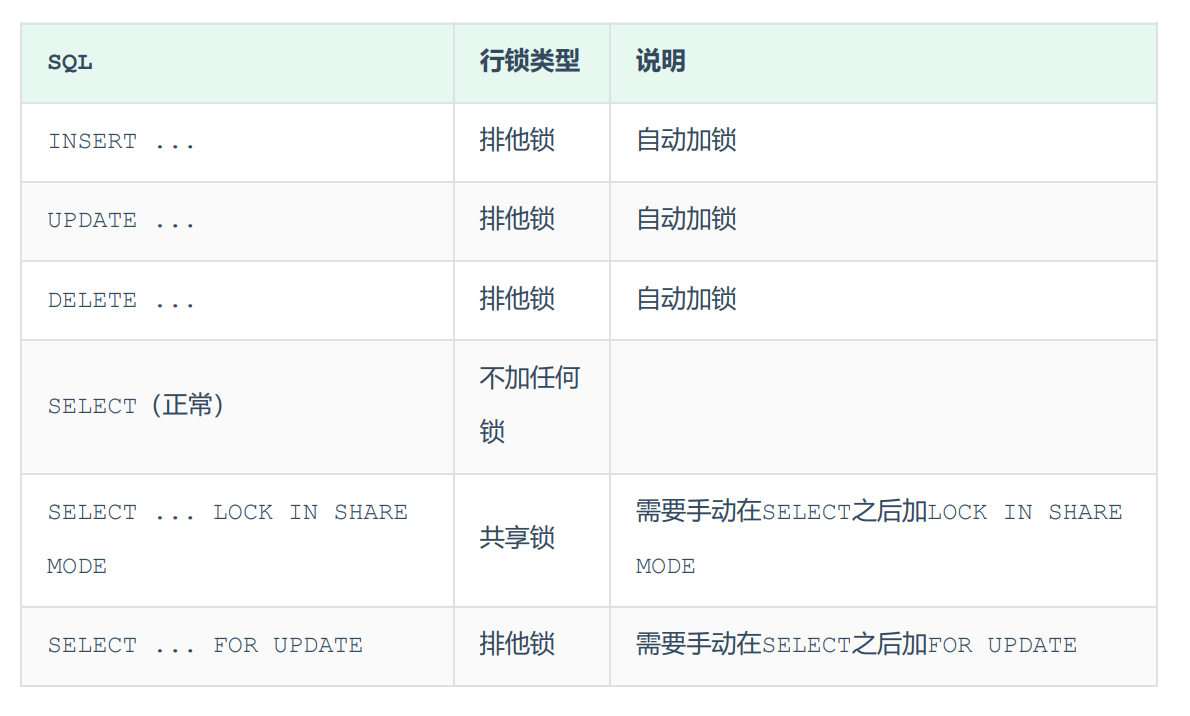 SQL 行锁类型 说明
INSERT ... 排他锁 自动加锁
UPDATE ... 排他锁 自动加锁
DELETE ... 排他锁 自动加锁
SELECT（正常） 不加任何
锁
SELECT ... LOCK IN SHARE
MODE
共享锁
需要手动在SELECT之后加LOCK IN SHARE
MODE
SELECT ... FOR UPDATE 排他锁 需要手动在SELECT之后加FOR UPDATE